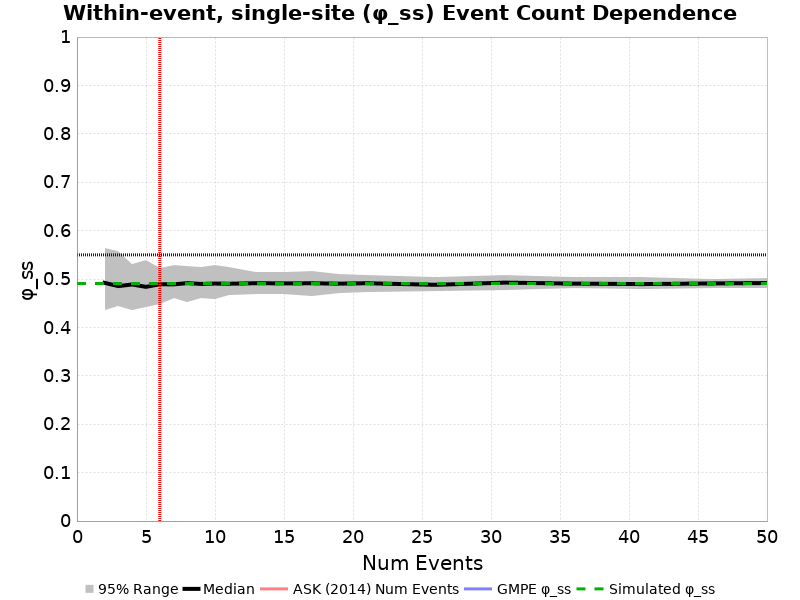 Within-event, single-site (φ_ss) Event Count Dependence
1
0.9
0.8
0.7
0.6
0.5
0.4
0.3
0.2
0.1
0
φ_ss
0 5 10 15 20 25 30 35 40 45 50
Num Events
95% Range Median ASK (2014) Num Events GMPE φ_ss Simulated φ_ss